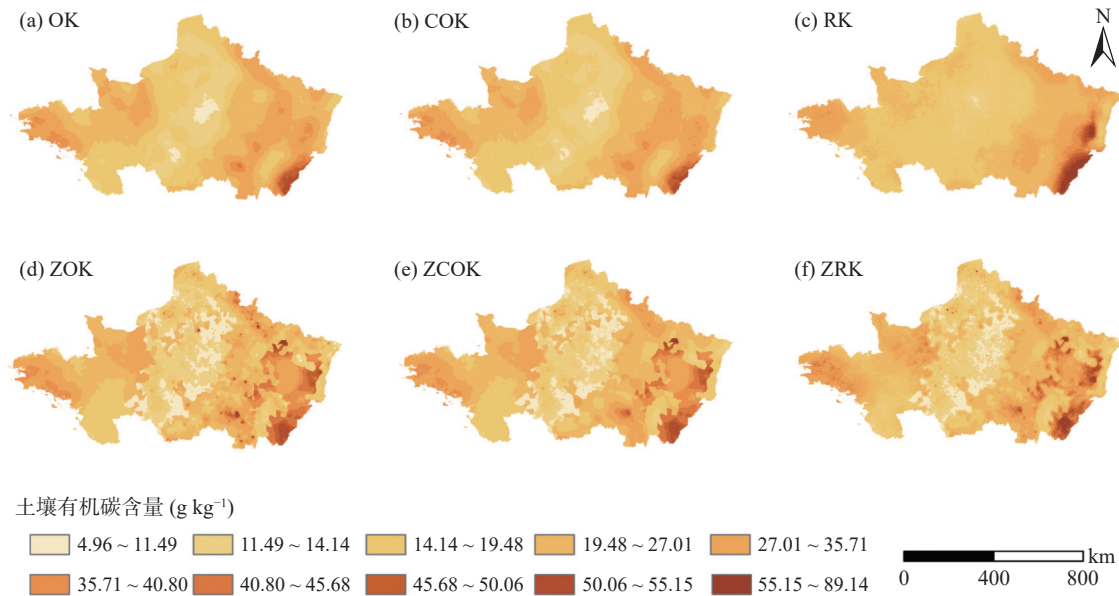 (a) OK
(b) COK
(c) RK
N
(d) ZOK
(e) ZCOK
(f) ZRK
土壤有机碳含量 (g kg⁻¹)
4.96 ~ 11.49
11.49 ~ 14.14
14.14 ~ 19.48
19.48 ~ 27.01
27.01 ~ 35.71
35.71 ~ 40.80
40.80 ~ 45.68
45.68 ~ 50.06
50.06 ~ 55.15
55.15 ~ 89.14
km
0 400 800